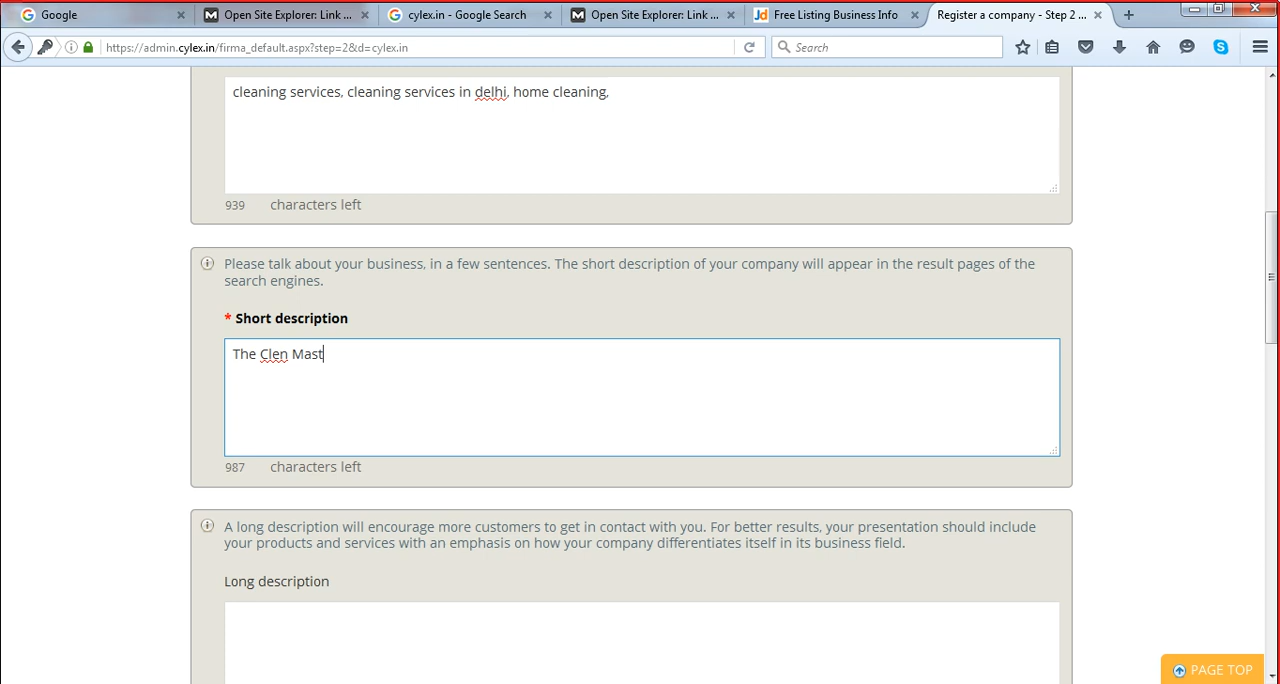 Google
Open Site Explorer: Link ...
cylex.in - Google Search
Open Site Explorer: Link ...
Jd Free Listing Business Info
Register a company - Step 2 ...
https://admin.cylex.in/firma_default.aspx?step=2&d=cylex.in
Search
cleaning services, cleaning services in delhi, home cleaning,
939 characters left
Please talk about your business, in a few sentences. The short description of your company will appear in the result pages of the
search engines.
* Short description
The Clen Mast
987 characters left
A long description will encourage more customers to get in contact with you. For better results, your presentation should include
your products and services with an emphasis on how your company differentiates itself in its business field.
Long description
PAGE TOP